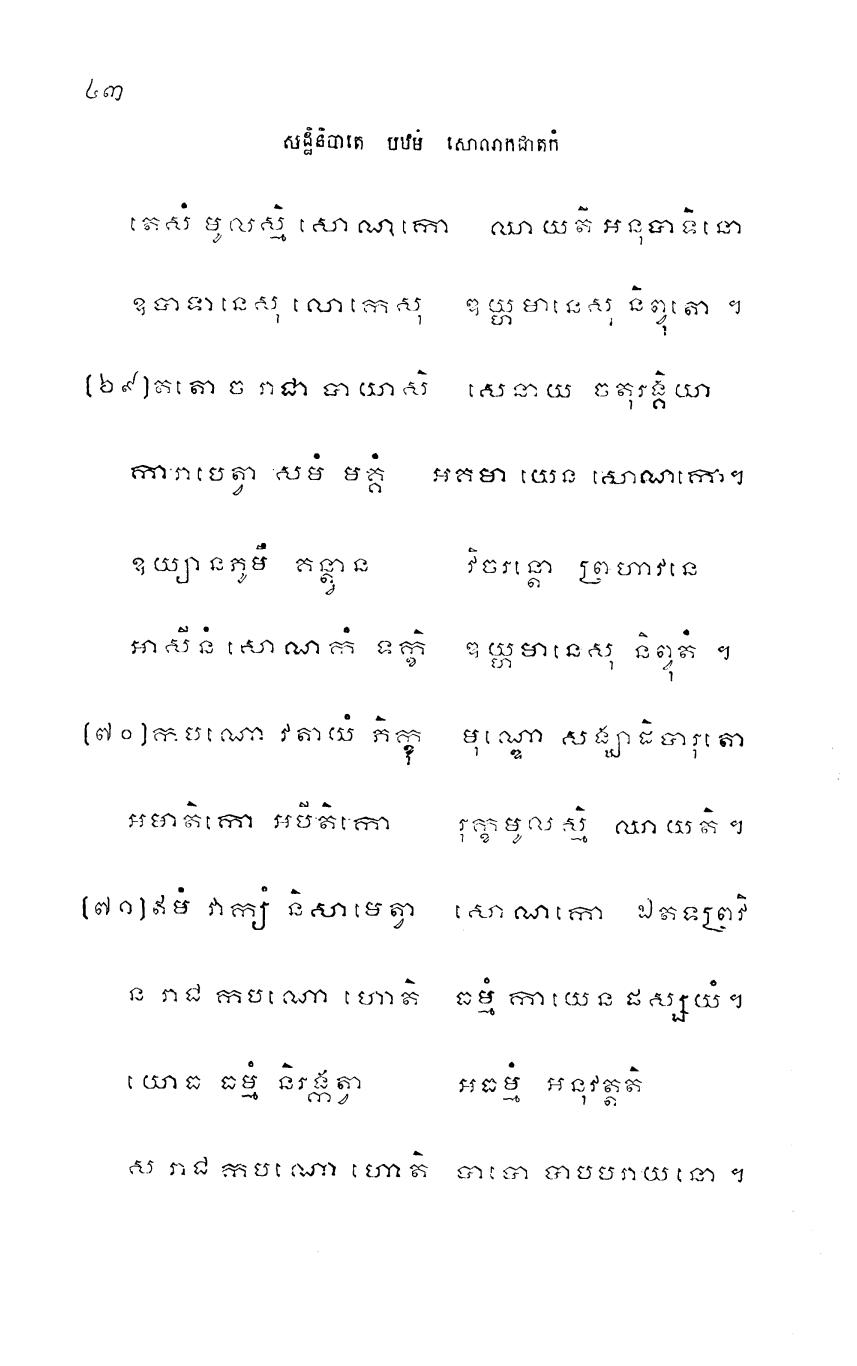 ៤៣
សដ្ឋិនិបាតេ បឋមំ សោណកជាតកំ
តេសំ មូលស្មិំ សោណកោ ឈាយតី អនុបាទិនោ
ឧបាទានេសុ លោកេសុ ឌយ្ហមានេសុ និព្វុតោ ។
(៦៩) តតោ ច រាជា បាយាសិ សេនាយ ចតុរង្គិយា
ការាបេត្វា សមំ មគ្គំ អគមា យេន សោណកោ។
ឧយ្យានភូមឹ គន្ត្វាន វិចរន្តោ ព្រហាវនេ
អាសីនំ សោណកំ ទក្ខិ ឌយ្ហមានេសុ និព្វុតំ ។
(៧០) កបណោ វតាយំ ភិក្ខុ មុណ្ឌោ សង្ឃាដិបារុតោ
អមាតិកោ អបីតិកោ រុក្ខមូលស្មិំ ឈាយតិ ។
(៧១) ឥមំ វាក្យំ និសាមេត្វា សោណកោ ឯតទព្រវិ
ន រាជ កបណោ ហោតិ ធម្មំ កាយេន ផស្សយំ។
យោធ ធម្មំ និរង្កត្វា អធម្មំ អនុវត្តតិ
ស រាជ កបណោ ហោតិ បាបោ បាបបរាយនោ ។